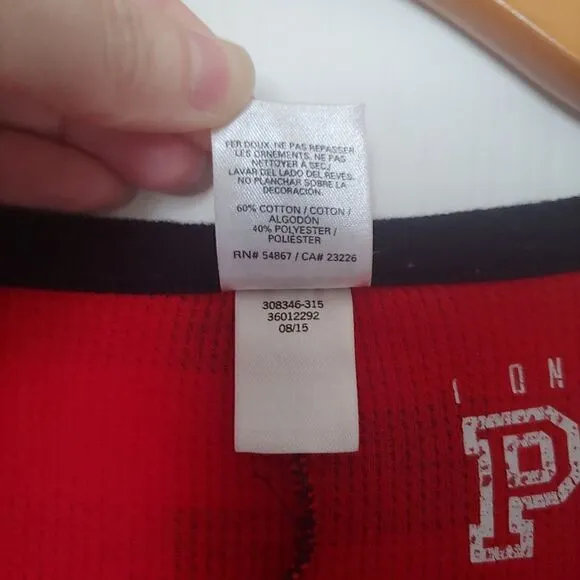 FER DOUX. NE PAS REPASSER
LES ORNEMENTS. NE PAS
NETTOYER À SEC/
LAVAR DEL LADO DEL REVÉS.
NO PLANCHAR SOBRE LA
DECORACIÓN.
60% COTTON / COTON /
ALGODÓN
40% POLYESTER /
POLIÉSTER
RN# 54867 / CA# 23226
308346-315
36012292
08/15
I ON
P